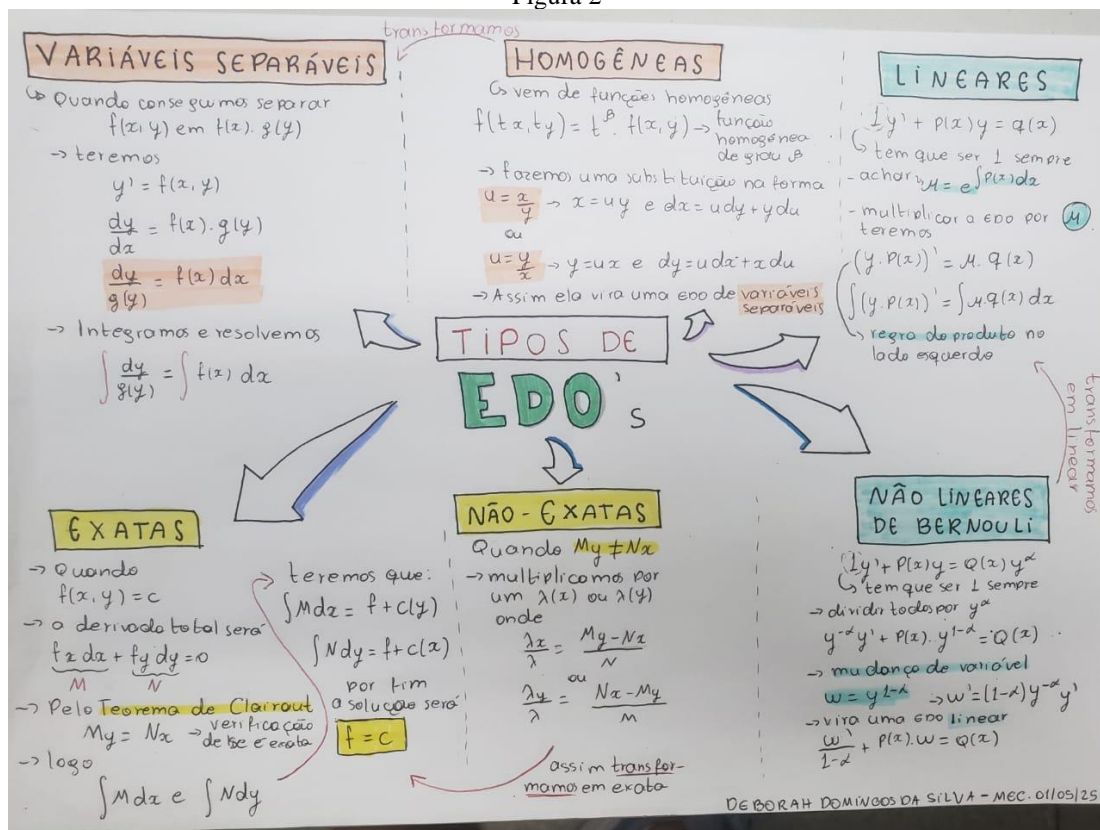 Figura 2
transformamos
VARIÁVEIS SEPARÁVEIS
↳ Quando conseguimos separar
f(x,y) em f(x). g(y)
→ teremos
y' = f(x,y)
dy/dx = f(x).g(y)
dy/g(y) = f(x) dx
→ Integramos e resolvemos
∫ dy/g(y) = ∫ f(x) dx
HOMOGÊNEAS
↳ vem de funções homogêneas
f(tx,ty) = t^β. f(x,y) → função
homogênea
de grau β
→ fazemos uma substituição na forma
u = x/y → x = uy e dx = udy + ydu
ou
u = y/x → y = ux e dy = udx + xdu
→ Assim ela vira uma EDO de variáveis
separáveis
LINEARES
1y' + P(x)y = q(x)
↳ tem que ser 1 sempre
- achar μ = e^∫P(x)dx
- multiplicar a EDO por μ
teremos
(y.P(x))' = μ. q(x)
∫(y.P(x))' = ∫μ.q(x) dx
↳ regra do produto no
lado esquerdo
transformamos
em linear
TIPOS DE
EDO's
EXATAS
→ Quando
f(x,y) = c
→ a derivada total será
fx dx + fy dy = 0
M N
→ Pelo Teorema de Clairout
My = Nx → verificação
de se é exata
→ logo
∫Mdx e ∫Ndy
teremos que:
∫Mdx = f + c(y)
∫Ndy = f + c(x)
por fim
a solução será
f = c
NÃO - EXATAS
Quando My ≠ Nx
→ multiplicamos por
um λ(x) ou λ(y)
onde
λx/λ = My - Nx/N
ou
λy/λ = Nx - My/M
assim transfor-
mamos em exata
NÃO LINEARES
DE BERNOULI
1y' + P(x)y = Q(x) y^α
↳ tem que ser 1 sempre
→ dividir todos por y^α
y^-α y' + P(x). y^1-α = Q(x)
→ mudança de variável
w = y^1-α → w' = (1-α)y^-α y'
→ vira uma EDO linear
w'/1-α + P(x).w = Q(x)
DEBORAH DOMINGOS DA SILVA - MEC. 01/05/25